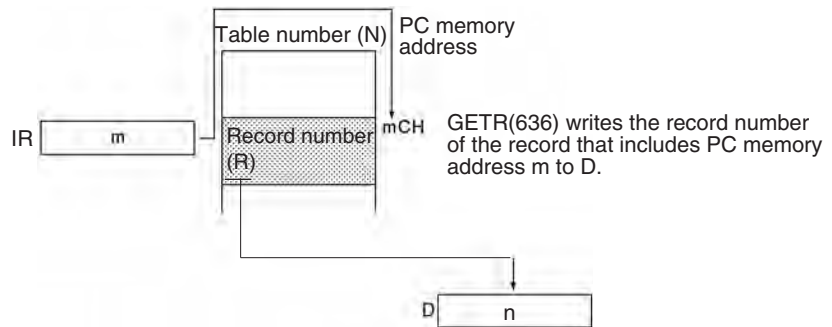 Table number (N)
PC memory
address
IR
m
Record number
(R)
mCH
GETR(636) writes the record number
of the record that includes PC memory
address m to D.
D
n